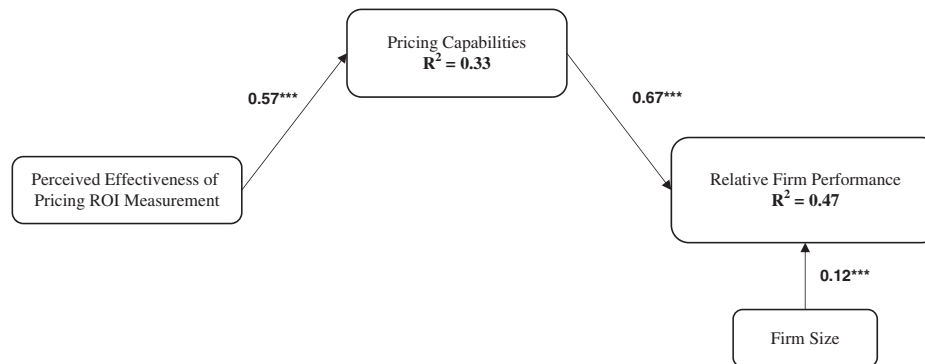 Pricing Capabilities
R² = 0.33
0.57***
0.67***
Perceived Effectiveness of
Pricing ROI Measurement
Relative Firm Performance
R² = 0.47
0.12***
Firm Size